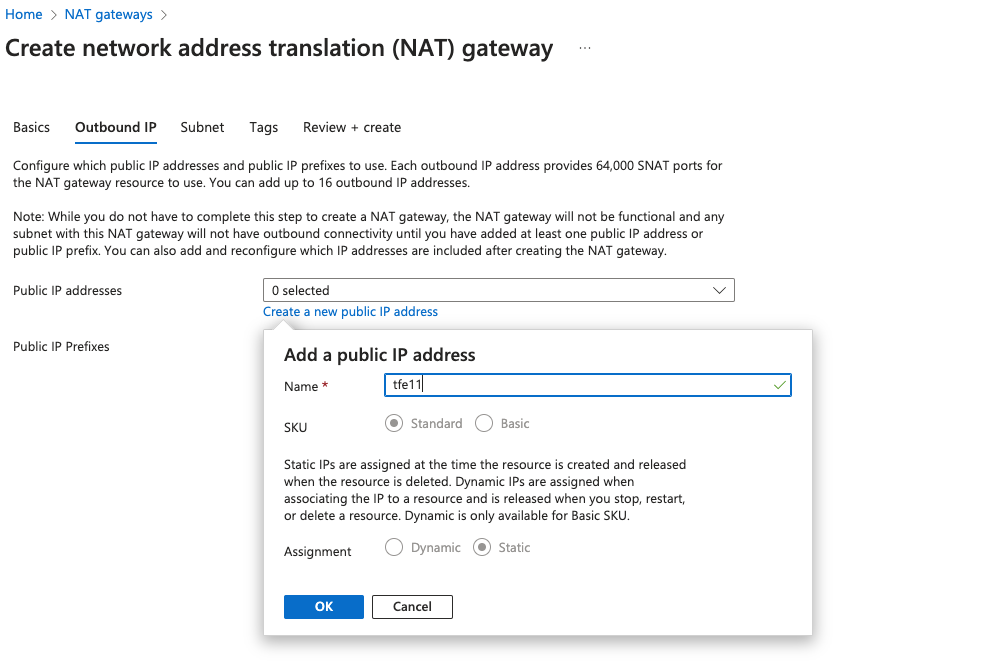 Home > NAT gateways >
Create network address translation (NAT) gateway ...
Basics Outbound IP Subnet Tags Review + create
Configure which public IP addresses and public IP prefixes to use. Each outbound IP address provides 64,000 SNAT ports for
the NAT gateway resource to use. You can add up to 16 outbound IP addresses.
Note: While you do not have to complete this step to create a NAT gateway, the NAT gateway will not be functional and any
subnet with this NAT gateway will not have outbound connectivity until you have added at least one public IP address or
public IP prefix. You can also add and reconfigure which IP addresses are included after creating the NAT gateway.
Public IP addresses 0 selected
Create a new public IP address
Public IP Prefixes
Add a public IP address
Name * tfe11
SKU Standard Basic
Static IPs are assigned at the time the resource is created and released
when the resource is deleted. Dynamic IPs are assigned when
associating the IP to a resource and is released when you stop, restart,
or delete a resource. Dynamic is only available for Basic SKU.
Assignment Dynamic Static
OK Cancel